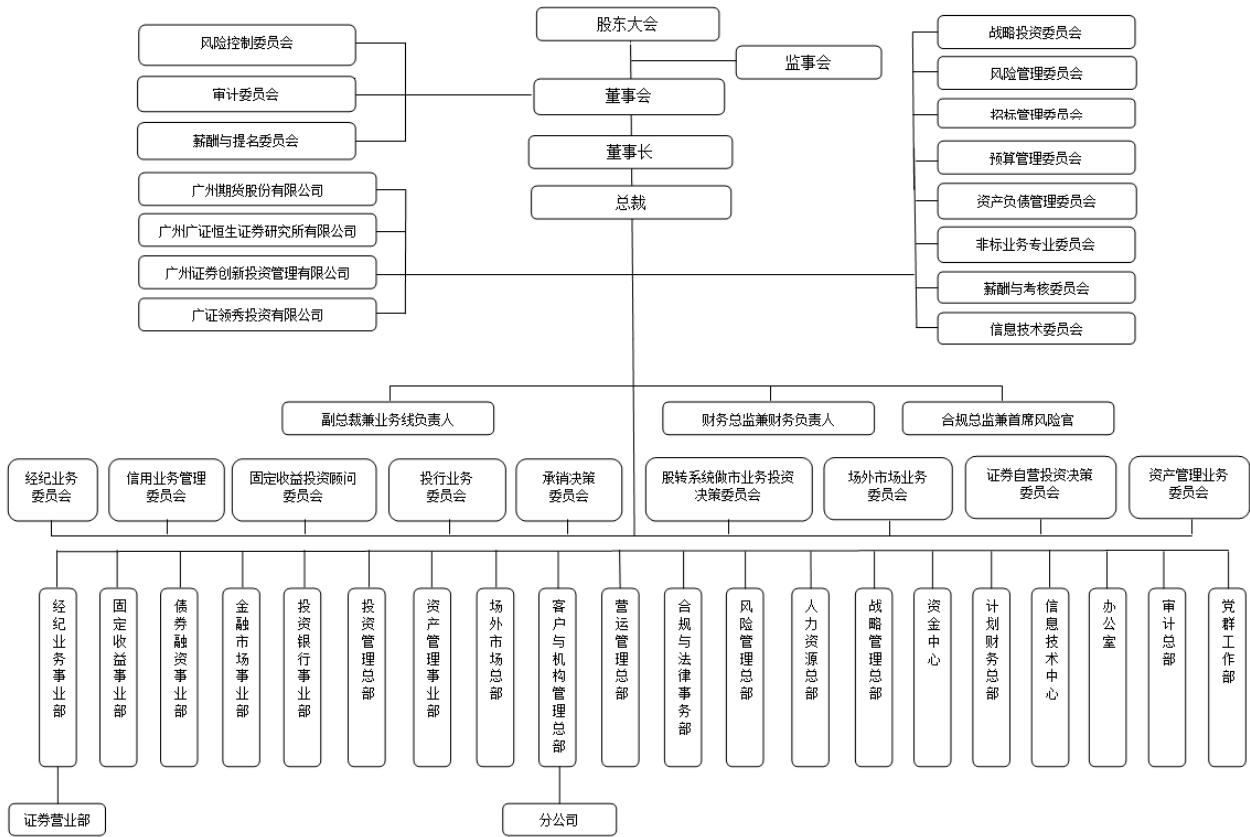 股东大会
监事会
董事会
董事长
总裁
风险控制委员会
审计委员会
薪酬与提名委员会
广州期货股份有限公司
广州广证恒生证券研究所有限公司
广州证券创新投资管理有限公司
广证领秀投资有限公司
战略投资委员会
风险管理委员会
招标管理委员会
预算管理委员会
资产负债管理委员会
非标业务专业委员会
薪酬与考核委员会
信息技术委员会
副总裁兼业务线负责人
财务总监兼财务负责人
合规总监兼首席风险官
经纪业务
委员会
信用业务管理
委员会
固定收益投资顾问
委员会
投行业务
委员会
承销决策
委员会
股转系统做市业务投资
决策委员会
场外市场业务
委员会
证券自营投资决策
委员会
资产管理业务
委员会
经纪业务事业部
固定收益事业部
债券融资事业部
金融市场事业部
投资银行事业部
投资管理总部
资产管理事业部
场外市场总部
客户与机构管理总部
营运管理总部
合规与法律事务部
风险管理总部
人力资源总部
战略管理总部
资金中心
计划财务总部
信息技术中心
办公室
审计总部
党群工作部
证券营业部
分公司